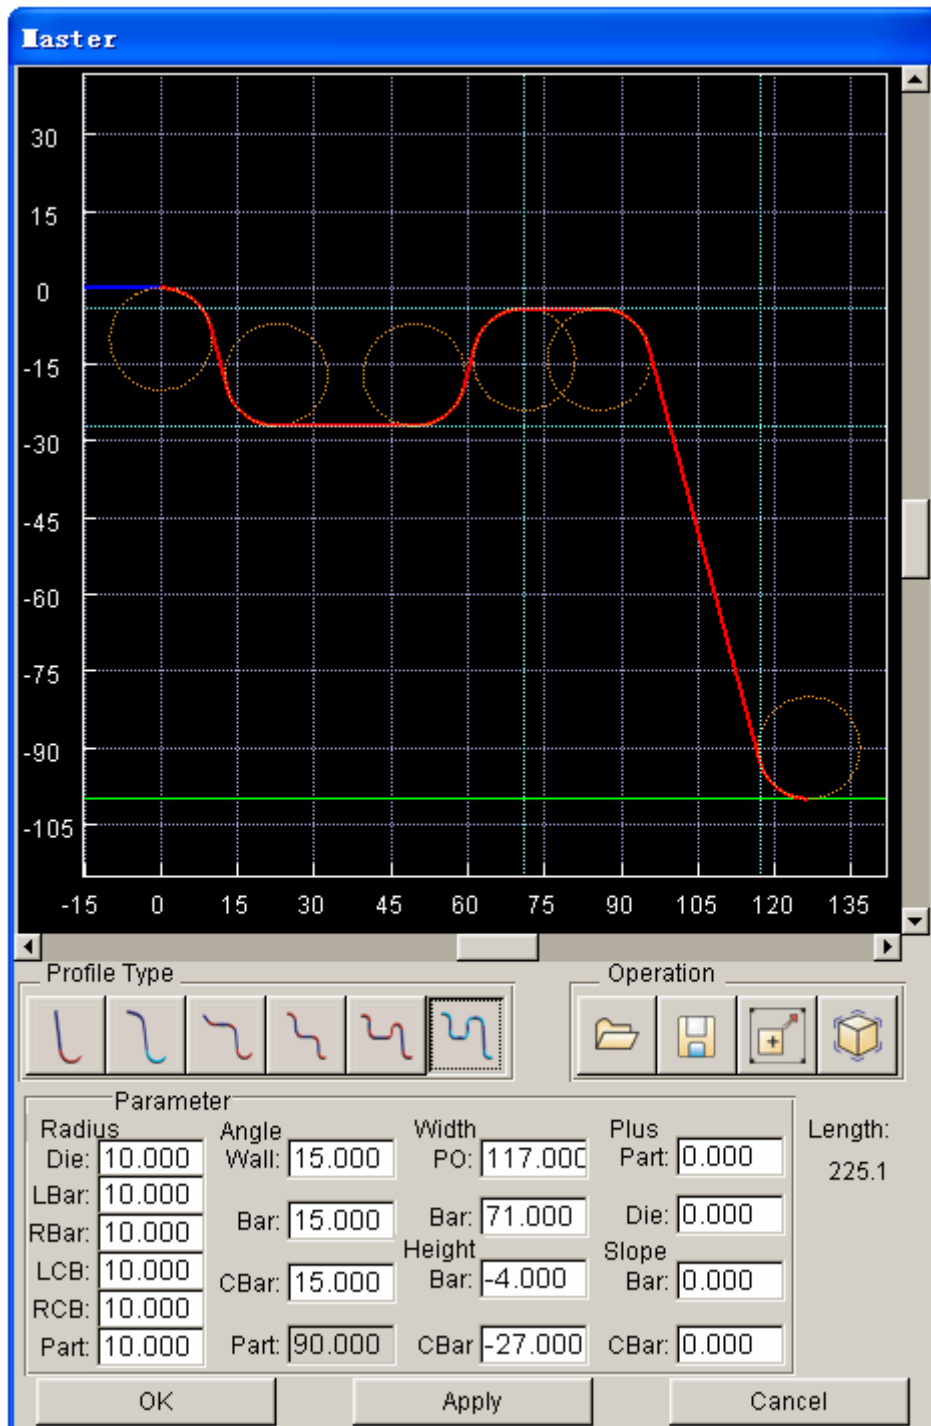 Master
30
15
0
-15
-30
-45
-60
-75
-90
-105
-15 0 15 30 45 60 75 90 105 120 135
Profile Type Operation
Parameter
Radius Angle Width Plus Length:
Die: 10.000 Wall: 15.000 PO: 117.000 Part: 0.000 225.1
LBar: 10.000
RBar: 10.000 Bar: 15.000 Bar: 71.000 Die: 0.000
Height Slope
LCB: 10.000 CBar: 15.000 Bar: -4.000 Bar: 0.000
RCB: 10.000
Part: 10.000 Part: 90.000 CBar -27.000 CBar: 0.000
OK Apply Cancel